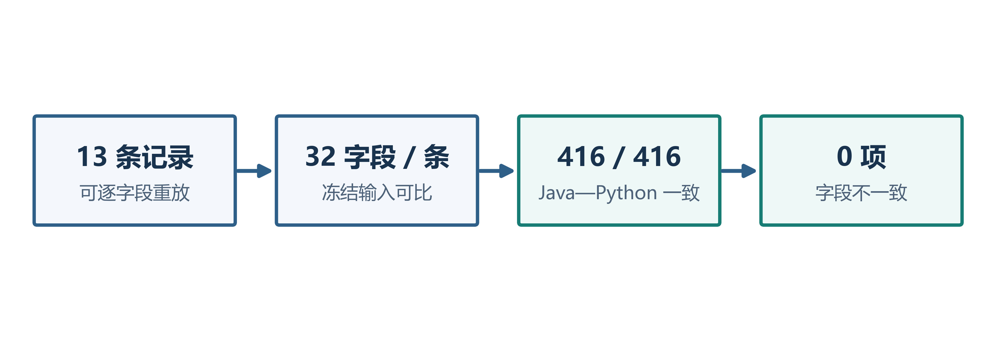 13 条记录
可逐字段重放
32 字段 / 条
冻结输入可比
416 / 416
Java—Python 一致
0 项
字段不一致